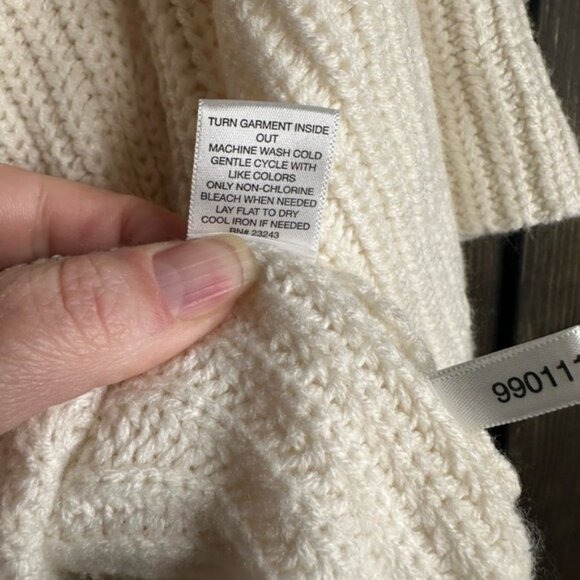 TURN GARMENT INSIDE
OUT
MACHINE WASH COLD
GENTLE CYCLE WITH
LIKE COLORS
ONLY NON-CHLORINE
BLEACH WHEN NEEDED
LAY FLAT TO DRY
COOL IRON IF NEEDED
RN# 23243
990111